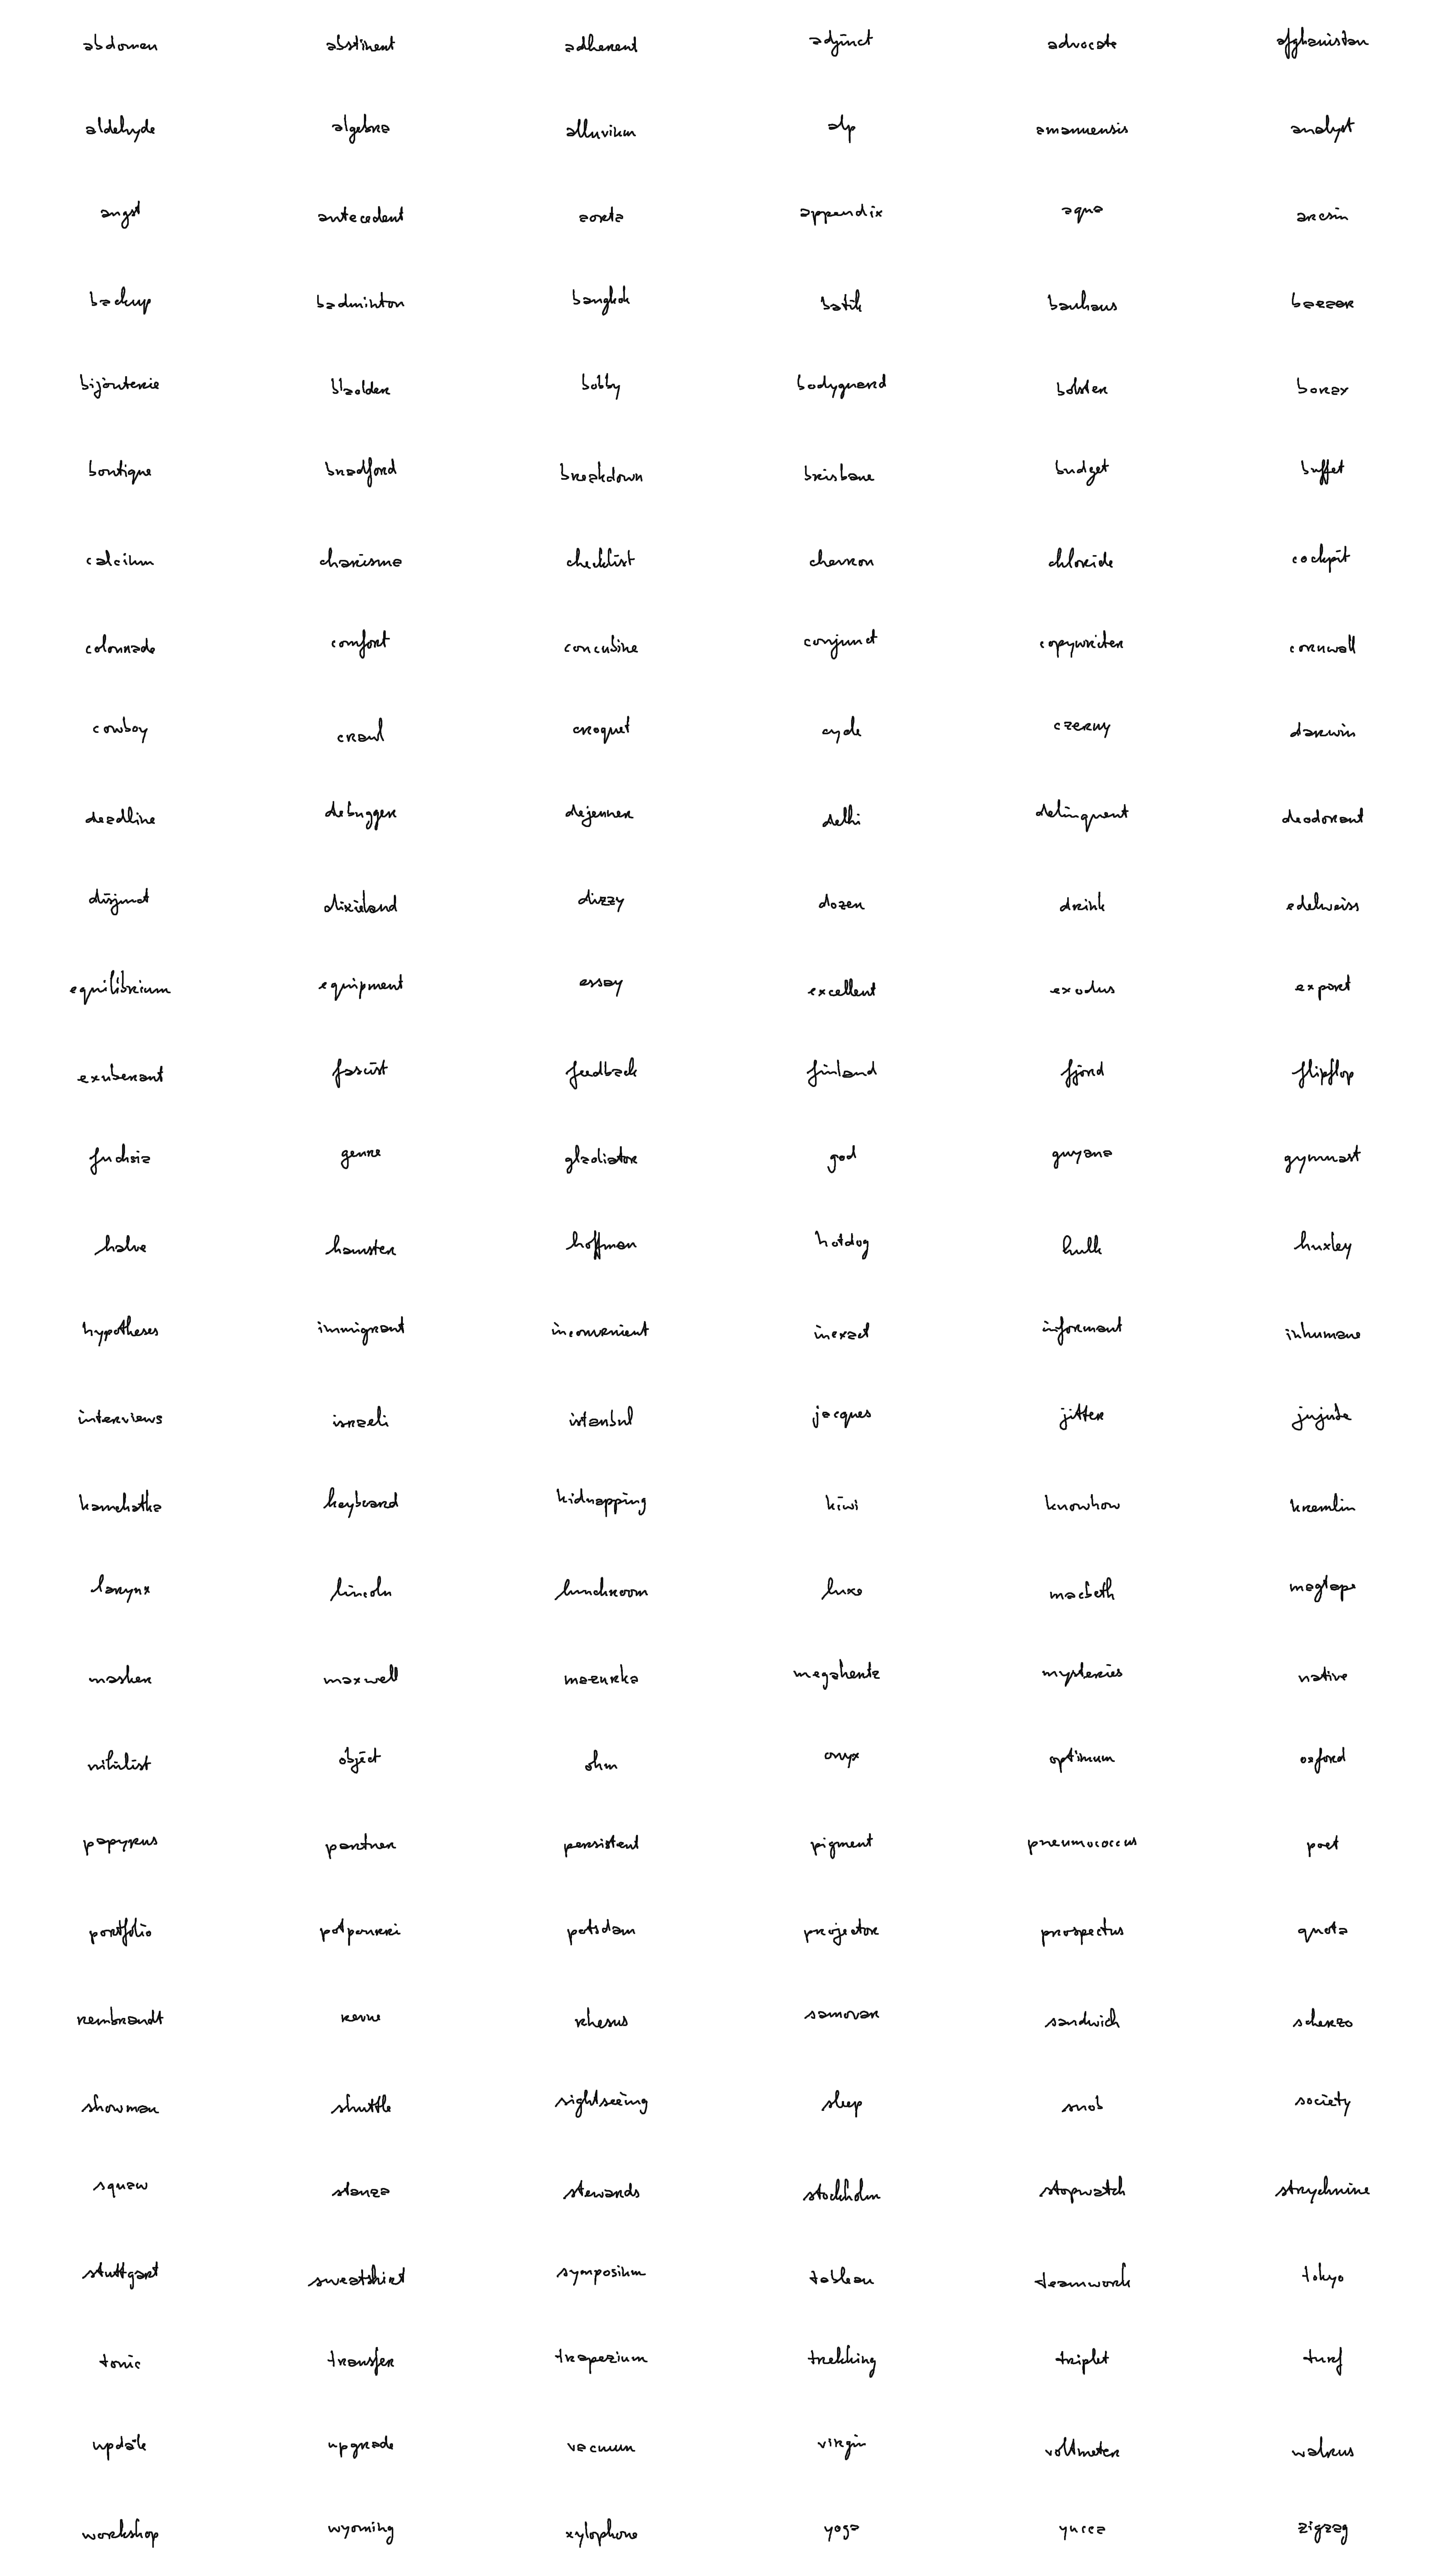 abdomen abstinent adherent adjunct advocate afghanistan
aldehyde algebra alluvium alp amanuensis analyst
angst antecedent aorta appendix aqua arcsin
backup badminton bangkok batik bauhaus bazaar
bijouterie bladder bobby bodyguard bolster borax
boutique bradford breakdown brisbane budget buffet
calcium charisma checklist chevron chloride cockpit
colonnade comfort concubine conjunct copywriter cornwall
cowboy crawl croquet cycle czerny darwin
deadline debugger dejeuner delhi delinquent deodorant
disjunct dixieland dizzy dozen drink edelweiss
equilibrium equipment essay excellent exodus export
exuberant fascist feedback finland fjord flipflop
fuchsia genre gladiator god guyana gymnast
halve hamster hoffman hotdog hulk huxley
hypotheses immigrant inconvenient inexact informant inhumane
interviews israeli istanbul jacques jitter jujube
kamchatka keyboard kidnapping kiwi knowhow kremlin
larynx lincoln lunchroom luxe macbeth magtape
masker maxwell mazurka megahertz mysteries native
nihilist object ohm onyx optimum oxford
papyrus partner persistent pigment pneumococcus poet
portfolio potpourri potsdam projector prospectus quota
rembrandt revue rhesus samovar sandwich scherzo
showman shuttle sightseeing sleep snob society
squaw stanza stewards stockholm stopwatch strychnine
stuttgart sweatshirt symposium tableau teamwork tokyo
tonic transfer trapezium trekking triplet turf
update upgrade vacuum virgin voltmeter walrus
workshop wyoming xylophone yoga yucca zigzag